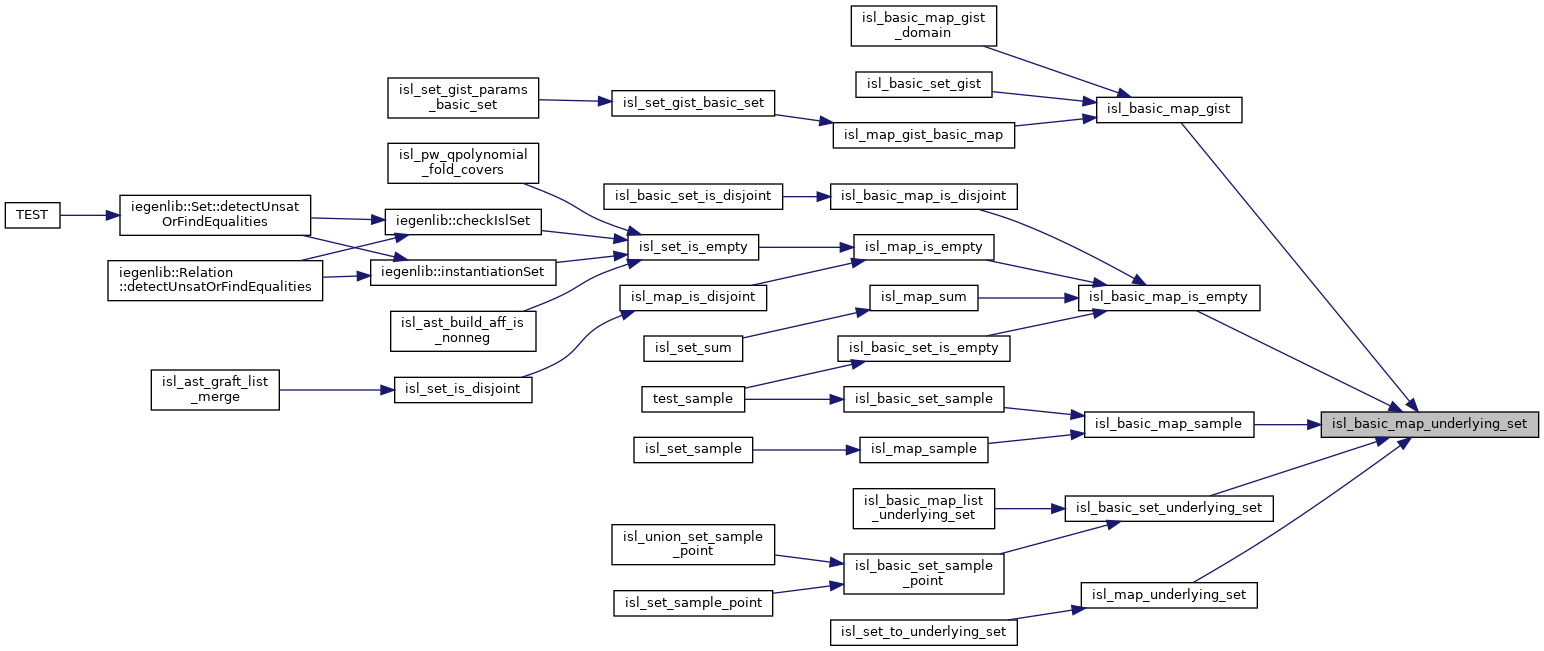 isl_basic_map_gist
_domain
isl_basic_set_gist
isl_set_gist_params
_basic_set
isl_set_gist_basic_set
isl_basic_map_gist
isl_map_gist_basic_map
isl_pw_qpolynomial
_fold_covers
isl_basic_set_is_disjoint
isl_basic_map_is_disjoint
TEST
iegenlib::Set::detectUnsat
OrFindEqualities
iegenlib::checkIslSet
isl_set_is_empty
isl_map_is_empty
iegenlib::Relation
::detectUnsatOrFindEqualities
iegenlib::instantiationSet
isl_map_is_disjoint
isl_map_sum
isl_basic_map_is_empty
isl_ast_build_aff_is
_nonneg
isl_set_sum
isl_basic_set_is_empty
isl_ast_graft_list
_merge
isl_set_is_disjoint
test_sample
isl_basic_set_sample
isl_basic_map_sample
isl_basic_map_underlying_set
isl_set_sample
isl_map_sample
isl_basic_map_list
_underlying_set
isl_basic_set_underlying_set
isl_union_set_sample
_point
isl_basic_set_sample
_point
isl_set_sample_point
isl_map_underlying_set
isl_set_to_underlying_set